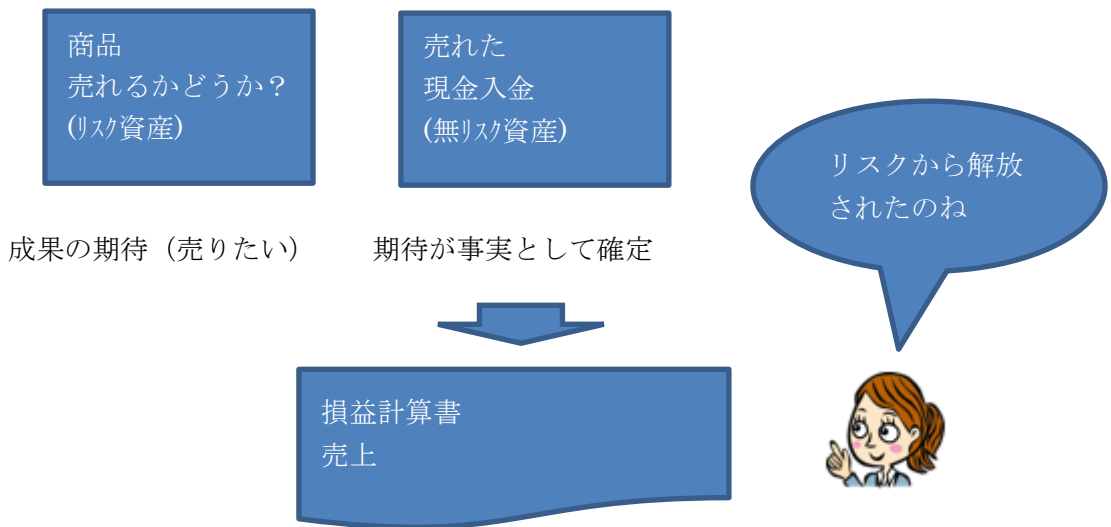 商品
売れるかどうか？
(ﾘｽｸ資産)
売れた
現金入金
(無ﾘｽｸ資産)
リスクから解放
されたのね
成果の期待（売りたい）
期待が事実として確定
損益計算書
売上